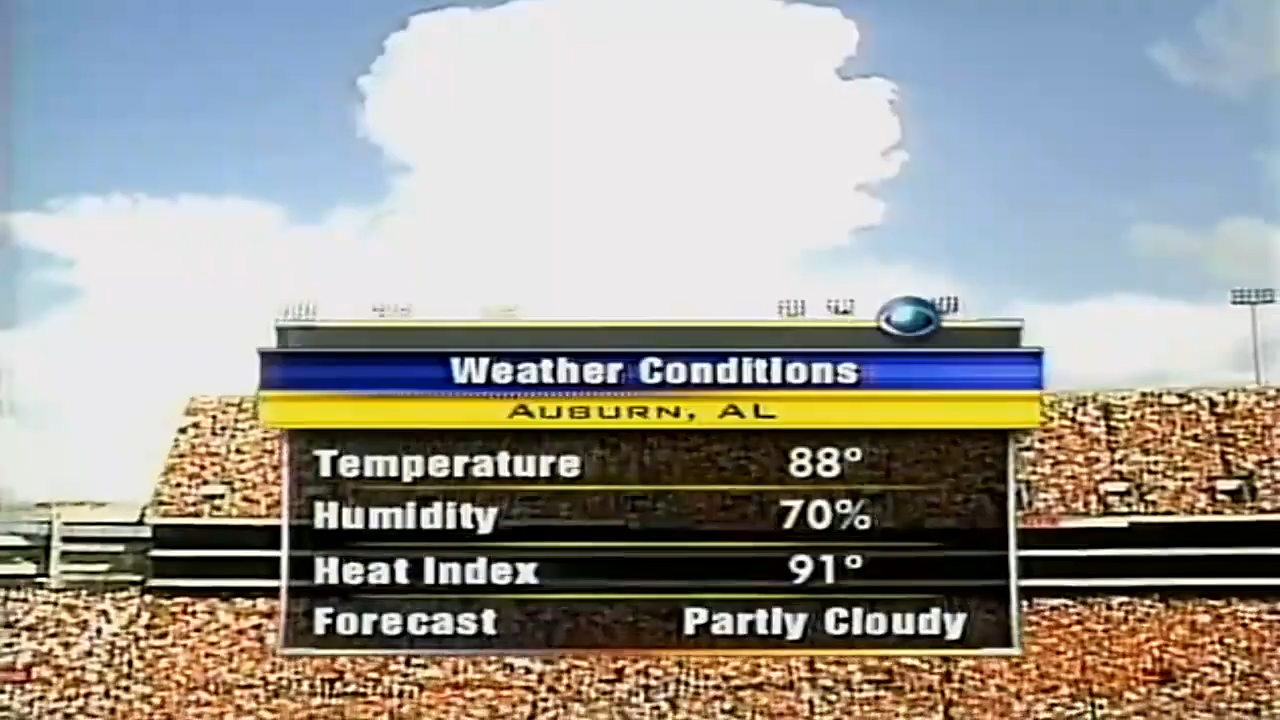 Weather Conditions
AUBURN, AL
Temperature 88°
Humidity 70%
Heat Index 91°
Forecast Partly Cloudy